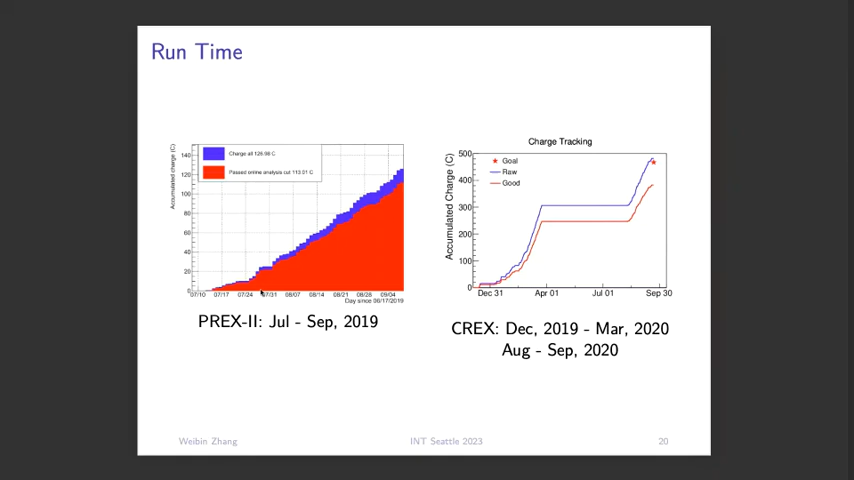 Run Time
Accumulated charge (C)
140
120
100
80
60
40
20
0
Charge all 126.98 C
Passed online analysis cut 113.01 C
07/10 07/17 07/24 07/31 08/07 08/14 08/21 08/28 09/04
Day since 06/17/2019
PREX-II: Jul - Sep, 2019
Charge Tracking
Accumulated Charge (C)
500
400
300
200
100
0
Goal
Raw
Good
Dec 31 Apr 01 Jul 01 Sep 30
CREX: Dec, 2019 - Mar, 2020
Aug - Sep, 2020
Weibin Zhang INT Seattle 2023 20